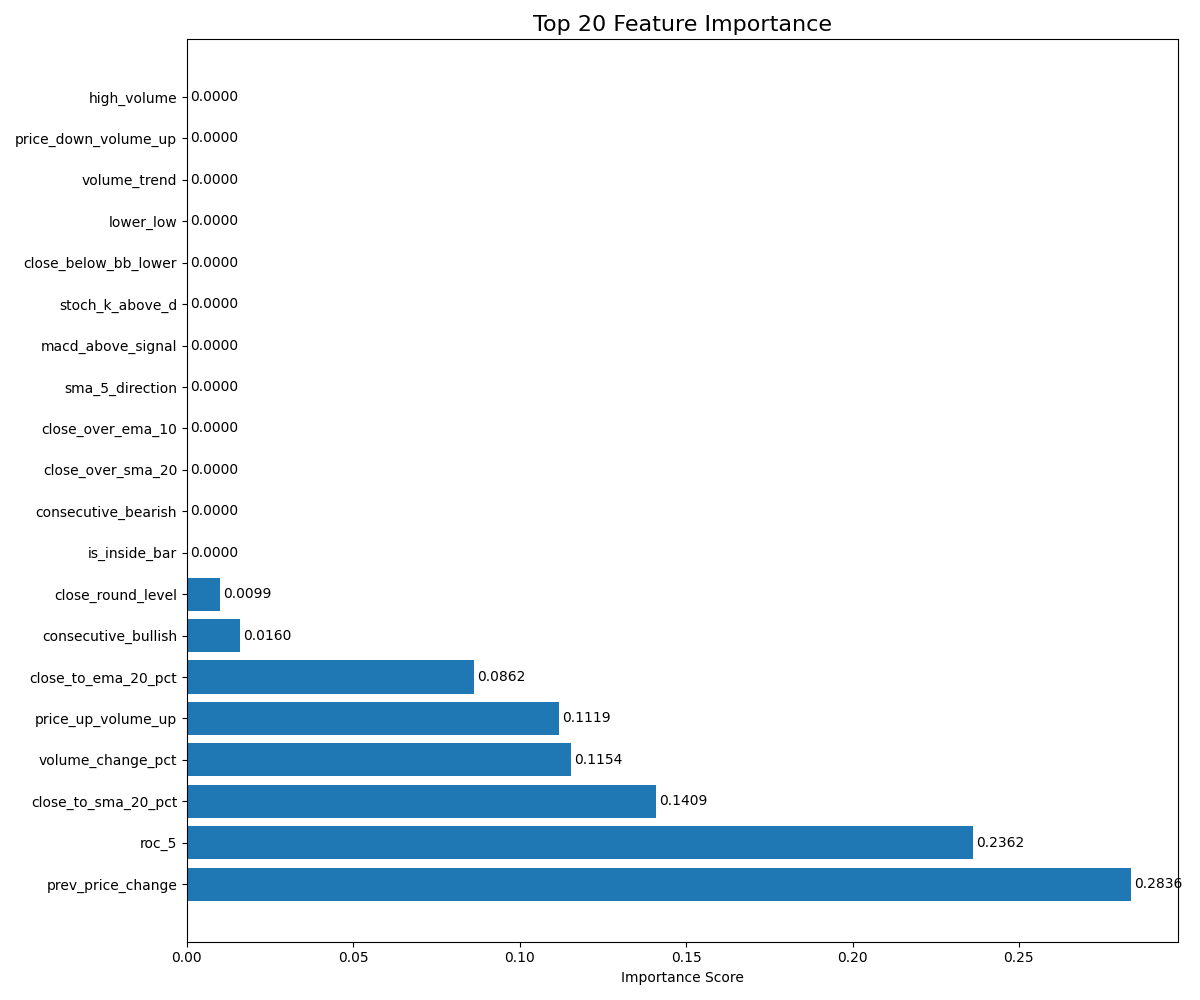 Top 20 Feature Importance
high_volume 0.0000
price_down_volume_up 0.0000
volume_trend 0.0000
lower_low 0.0000
close_below_bb_lower 0.0000
stoch_k_above_d 0.0000
macd_above_signal 0.0000
sma_5_direction 0.0000
close_over_ema_10 0.0000
close_over_sma_20 0.0000
consecutive_bearish 0.0000
is_inside_bar 0.0000
close_round_level 0.0099
consecutive_bullish 0.0160
close_to_ema_20_pct 0.0862
price_up_volume_up 0.1119
volume_change_pct 0.1154
close_to_sma_20_pct 0.1409
roc_5 0.2362
prev_price_change 0.2836
0.00 0.05 0.10 0.15 0.20 0.25
Importance Score